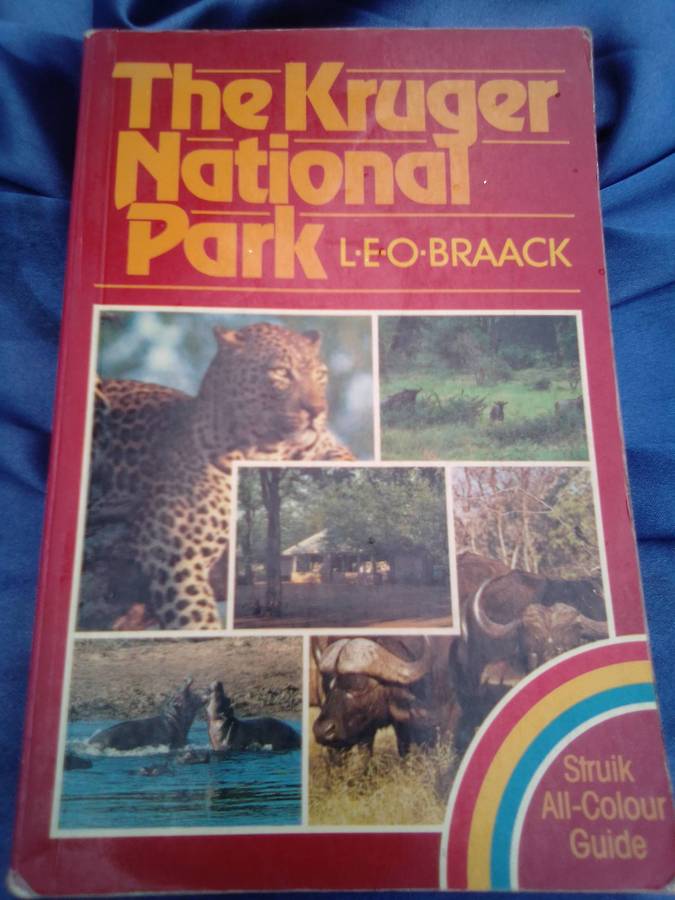 The Kruger
National
Park L·E·O·BRAACK
Struik
All-Colour
Guide